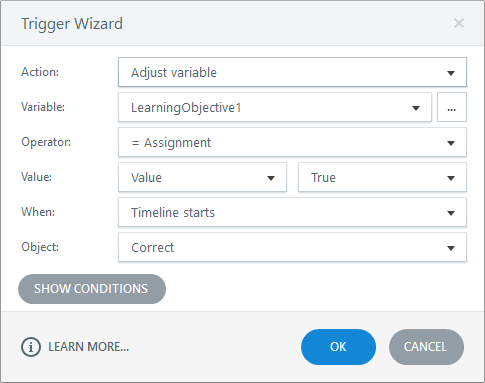 Trigger Wizard ×
Action: Adjust variable
Variable: LearningObjective1 ...
Operator: = Assignment
Value: Value True
When: Timeline starts
Object: Correct
SHOW CONDITIONS
i LEARN MORE... OK CANCEL